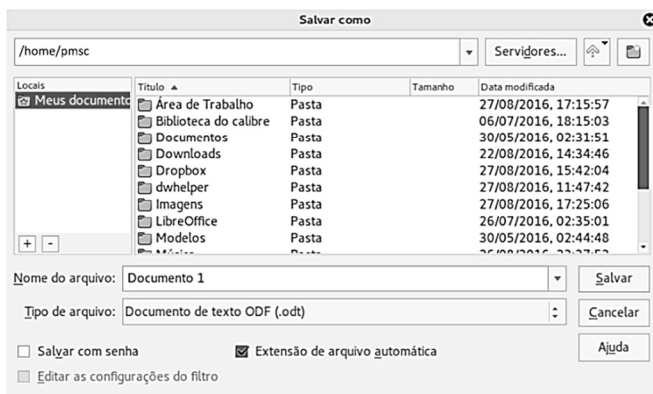 Salvar como
/home/pmsc Servidores...
Locais
Meus documento
Título Tipo Tamanho Data modificada
Área de Trabalho Pasta 27/08/2016, 17:15:57
Biblioteca do calibre Pasta 06/07/2016, 18:15:03
Documentos Pasta 30/05/2016, 02:31:51
Downloads Pasta 22/08/2016, 14:34:46
Dropbox Pasta 27/08/2016, 15:42:04
dwhelper Pasta 27/08/2016, 11:47:42
Imagens Pasta 27/08/2016, 17:25:06
LibreOffice Pasta 26/07/2016, 02:35:01
Modelos Pasta 30/05/2016, 02:44:48
+ -
Nome do arquivo: Documento 1 Salvar
Tipo de arquivo: Documento de texto ODF (.odt) Cancelar
Salvar com senha Extensão de arquivo automática Ajuda
Editar as configurações do filtro